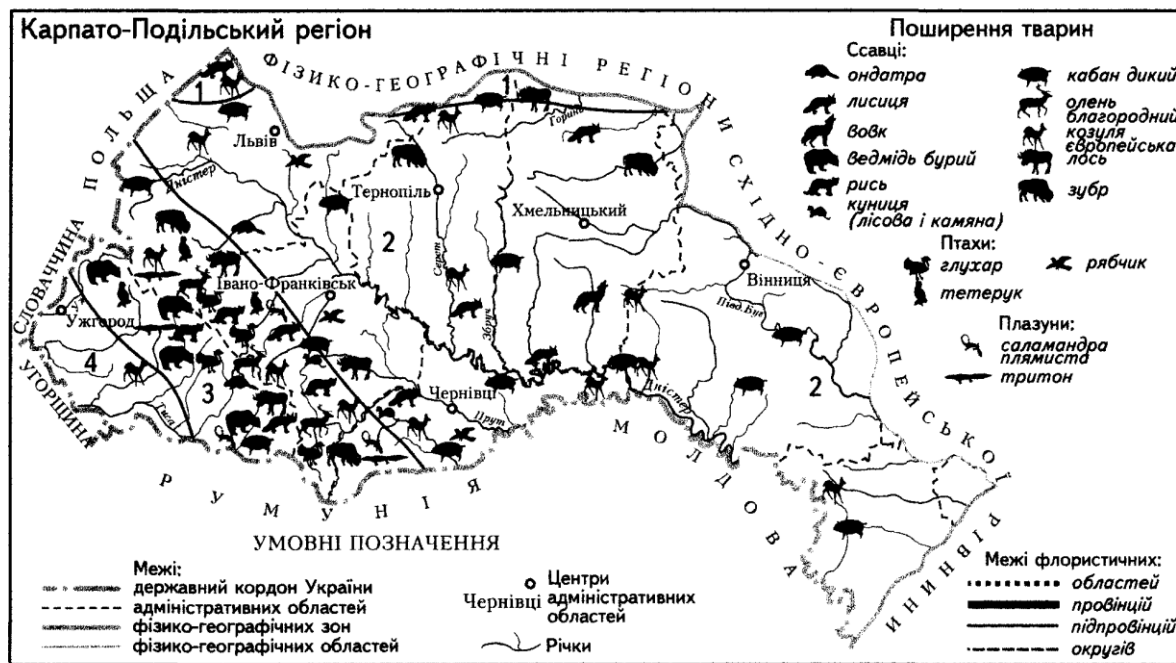 Карпато-Подільський регіон
ФІЗИКО-ГЕОГРАФІЧНІ РЕГІОНИ СХІДНО-ЄВРОПЕЙСЬКОЇ РІВНИНИ
ПОЛЬЩА
СЛОВАЧЧИНА
УГОРЩИНА
РУМУНІЯ
МОЛДОВА
1
1
Львів
Горинь
Дністер
Тернопіль
Хмельницький
2
Серет
Збруч
Вінниця
Івано-Франківськ
Півд.Буг
Уж
Ужгород
4
3
2
Тиса
Чернівці
Прут
Дністер
Поширення тварин
Ссавці:
ондатра
лисиця
вовк
ведмідь бурий
рись
куниця
(лісова і камяна)
кабан дикий
олень
благородний
козуля
європейська
лось
зубр
Птахи:
глухар
рябчик
тетерук
Плазуни:
саламандра
плямиста
тритон
УМОВНІ ПОЗНАЧЕННЯ
Межі:
державний кордон України
адміністративних областей
фізико-географічних зон
фізико-географічних областей
Чернівці
Центри
адміністративних
областей
Річки
Межі флористичних:
областей
провінцій
підпровінцій
округів